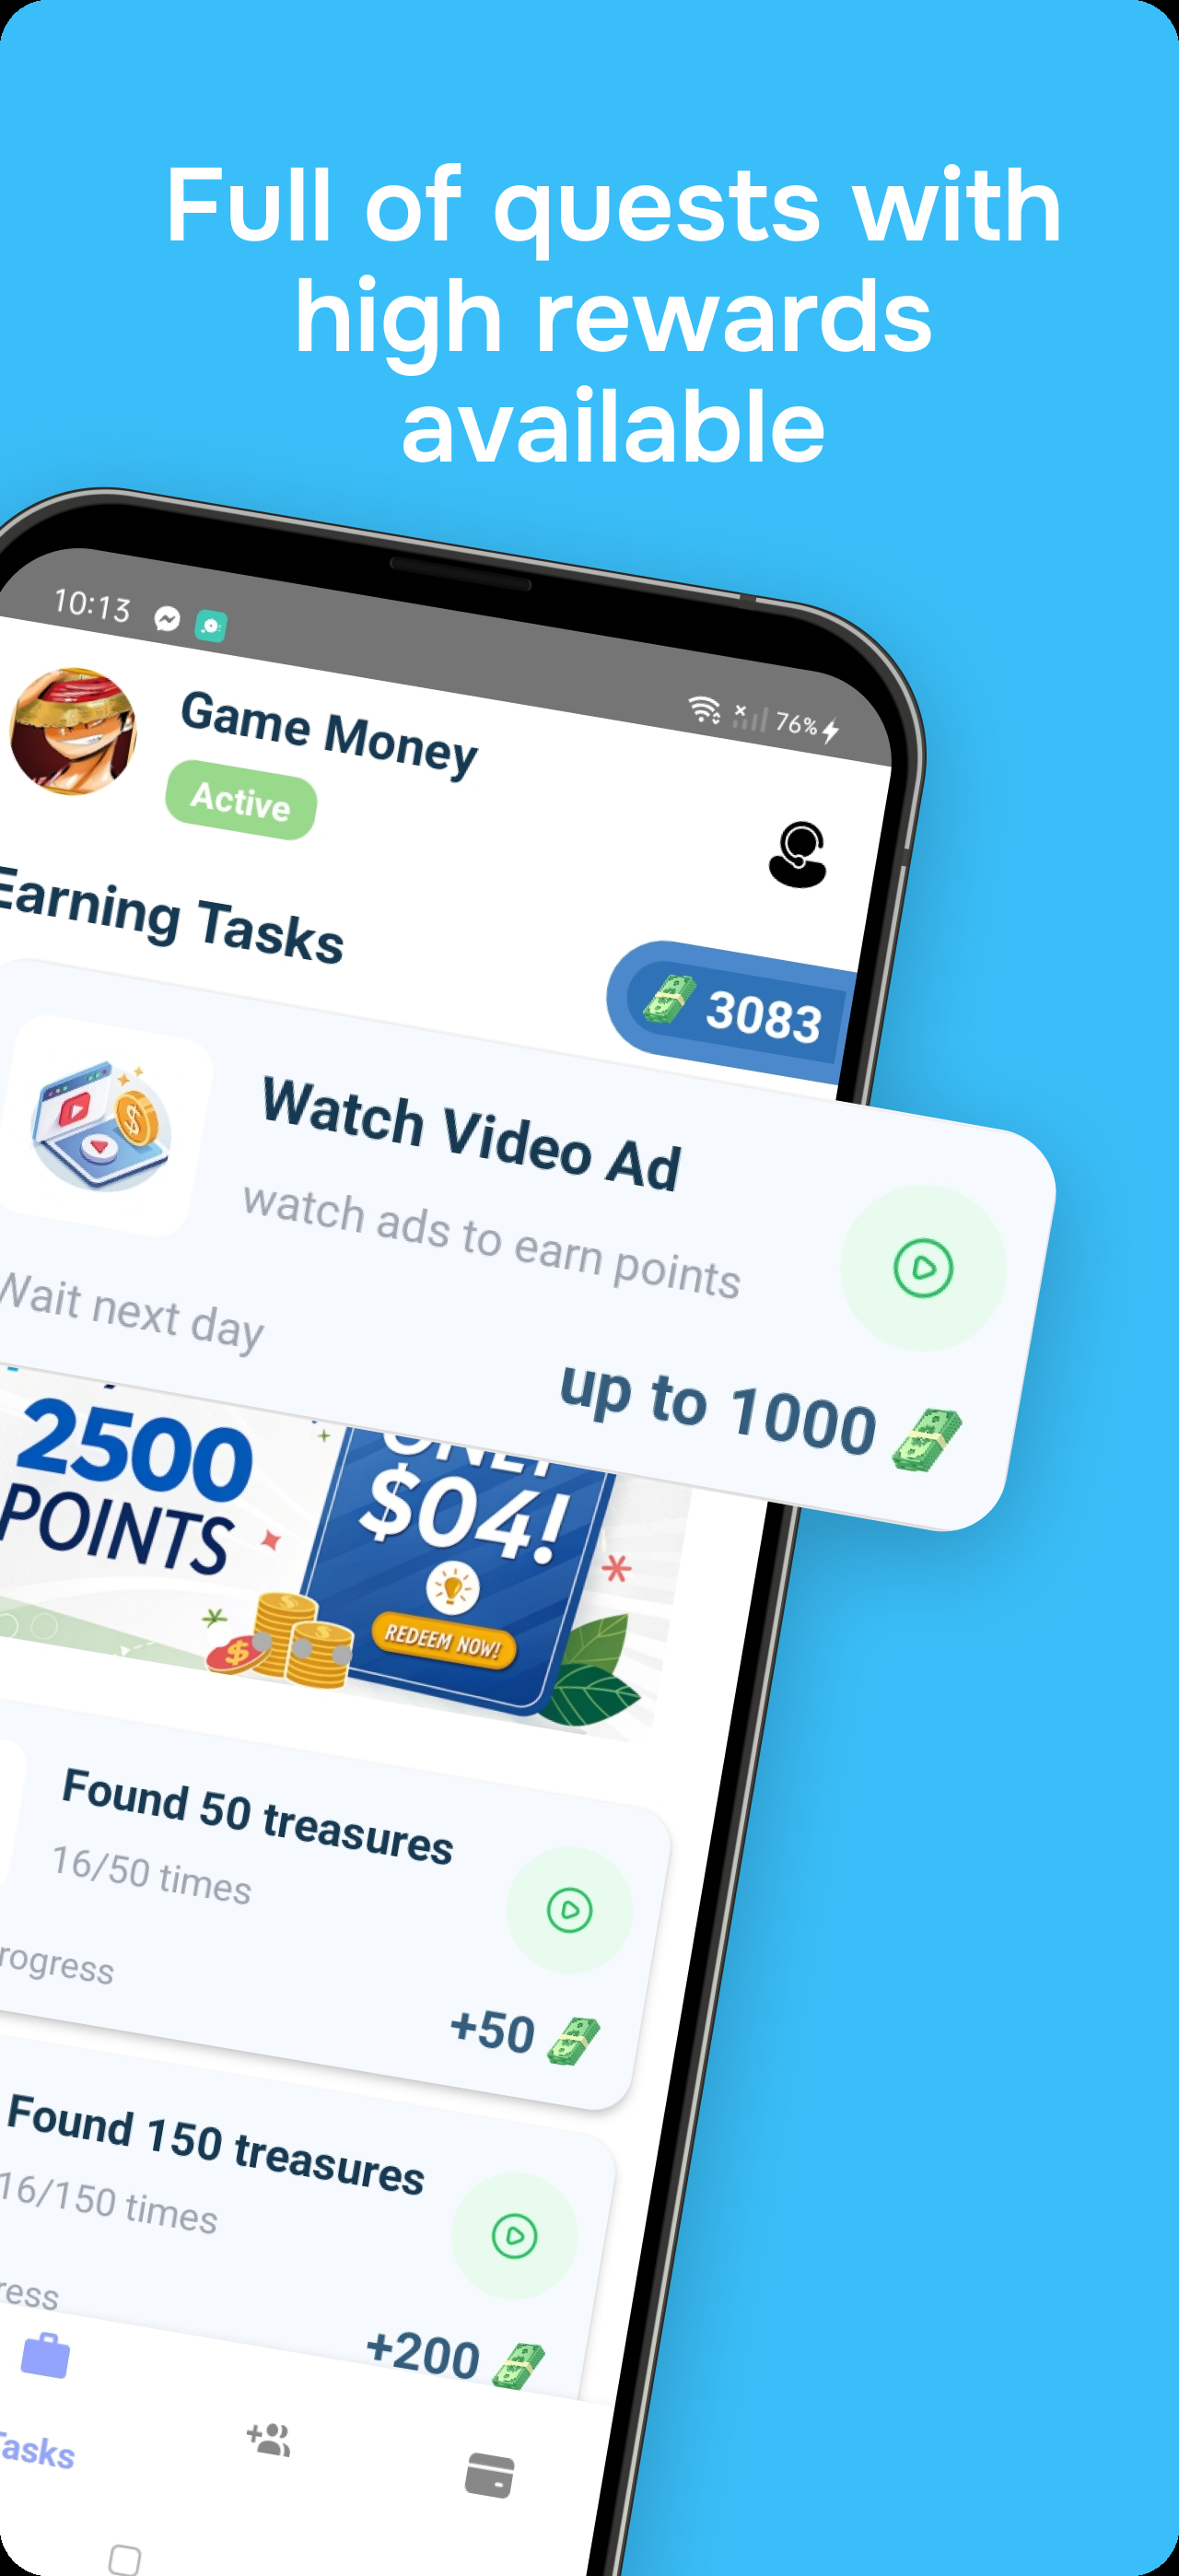 Full of quests with
high rewards
available
10:13
76%
Game Money
Active
Earning Tasks
3083
Watch Video Ad
watch ads to earn points
Wait next day
up to 1000
2500
POINTS
ONLY
$04!
REDEEM NOW!
Found 50 treasures
16/50 times
rogress
+50
Found 150 treasures
16/150 times
ress
+200
Tasks